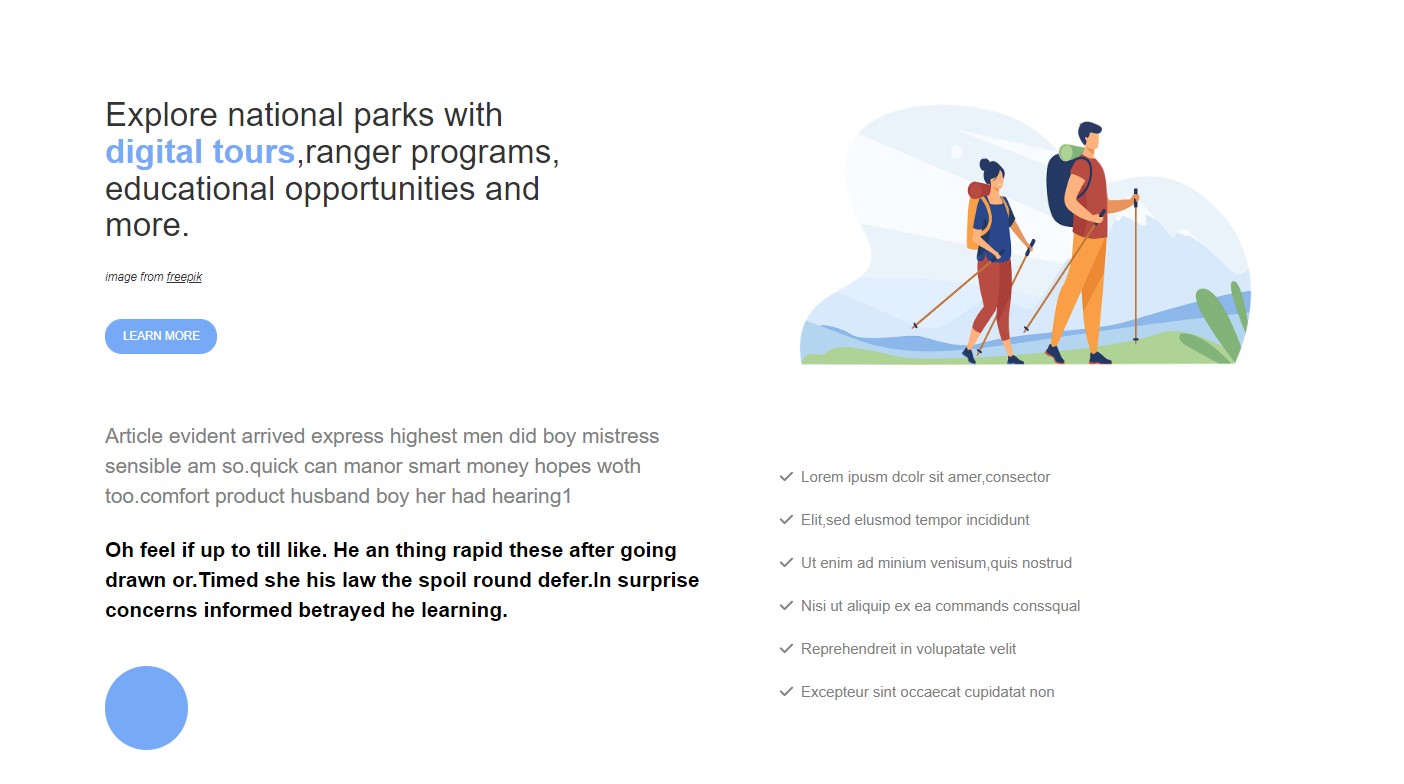 Explore national parks with
digital tours,ranger programs,
educational opportunities and
more.
image from freepik
LEARN MORE
Article evident arrived express highest men did boy mistress
sensible am so.quick can manor smart money hopes woth
too.comfort product husband boy her had hearing1
Oh feel if up to till like. He an thing rapid these after going
drawn or.Timed she his law the spoil round defer.In surprise
concerns informed betrayed he learning.
Lorem ipusm dcolr sit amer,consector
Elit,sed elusmod tempor incididunt
Ut enim ad minium venisum,quis nostrud
Nisi ut aliquip ex ea commands conssqual
Reprehendreit in volupatate velit
Excepteur sint occaecat cupidatat non